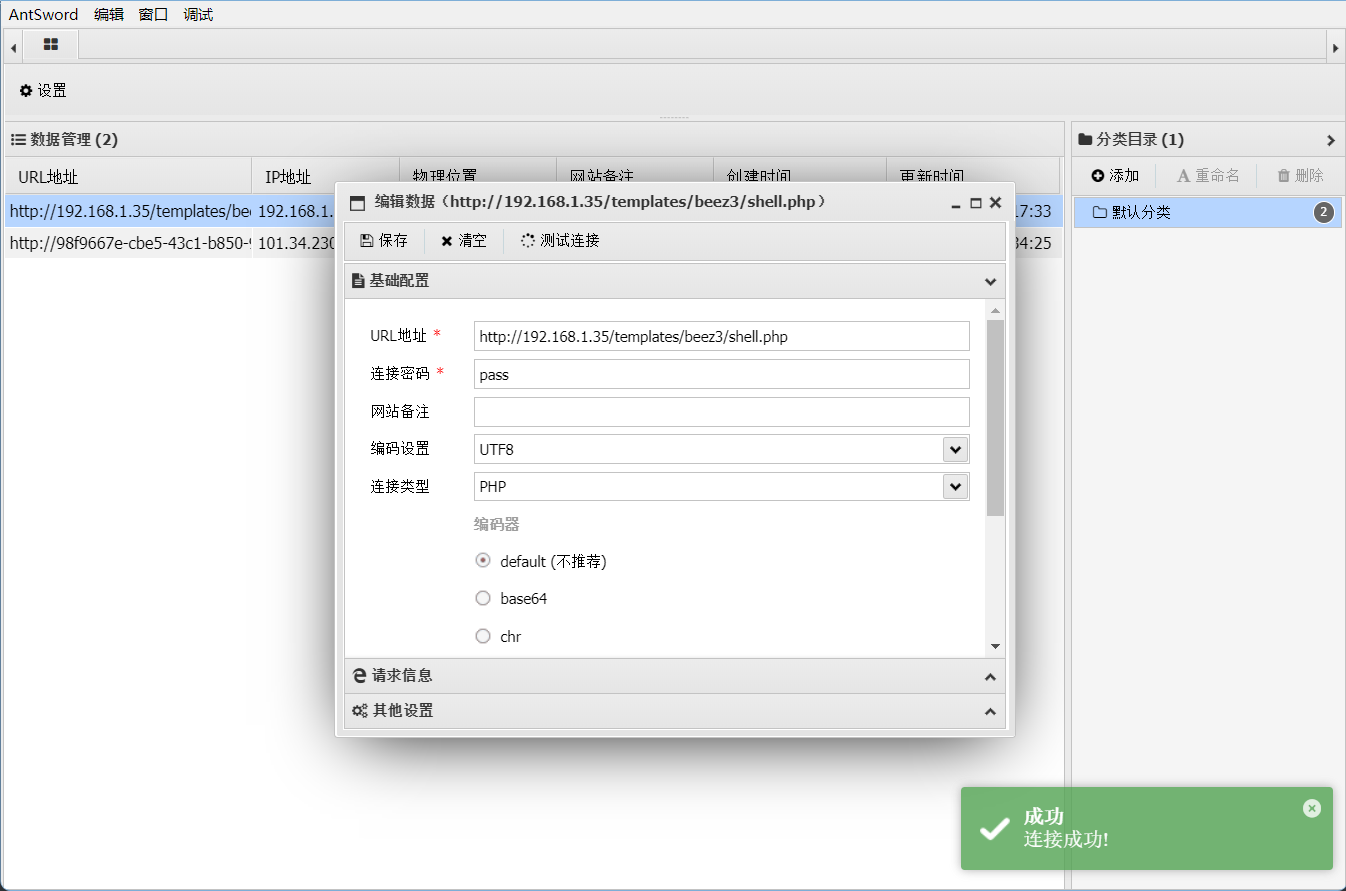 AntSword 编辑 窗口 调试
设置
数据管理 (2)
分类目录 (1)
URL地址 IP地址 物理位置 网站备注 创建时间 更新时间
添加 重命名 删除
http://192.168.1.35/templates/be 192.168.1. 17:33
默认分类 2
http://98f9667e-cbe5-43c1-b850- 101.34.230 34:25
编辑数据（http://192.168.1.35/templates/beez3/shell.php）
保存 清空 测试连接
基础配置
URL地址 * http://192.168.1.35/templates/beez3/shell.php
连接密码 * pass
网站备注
编码设置 UTF8
连接类型 PHP
编码器
default (不推荐)
base64
chr
请求信息
其他设置
成功
连接成功!